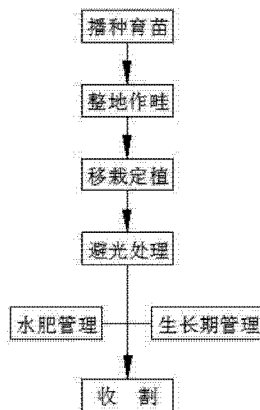 播种育苗
整地作畦
移栽定植
避光处理
水肥管理
生长期管理
收 割